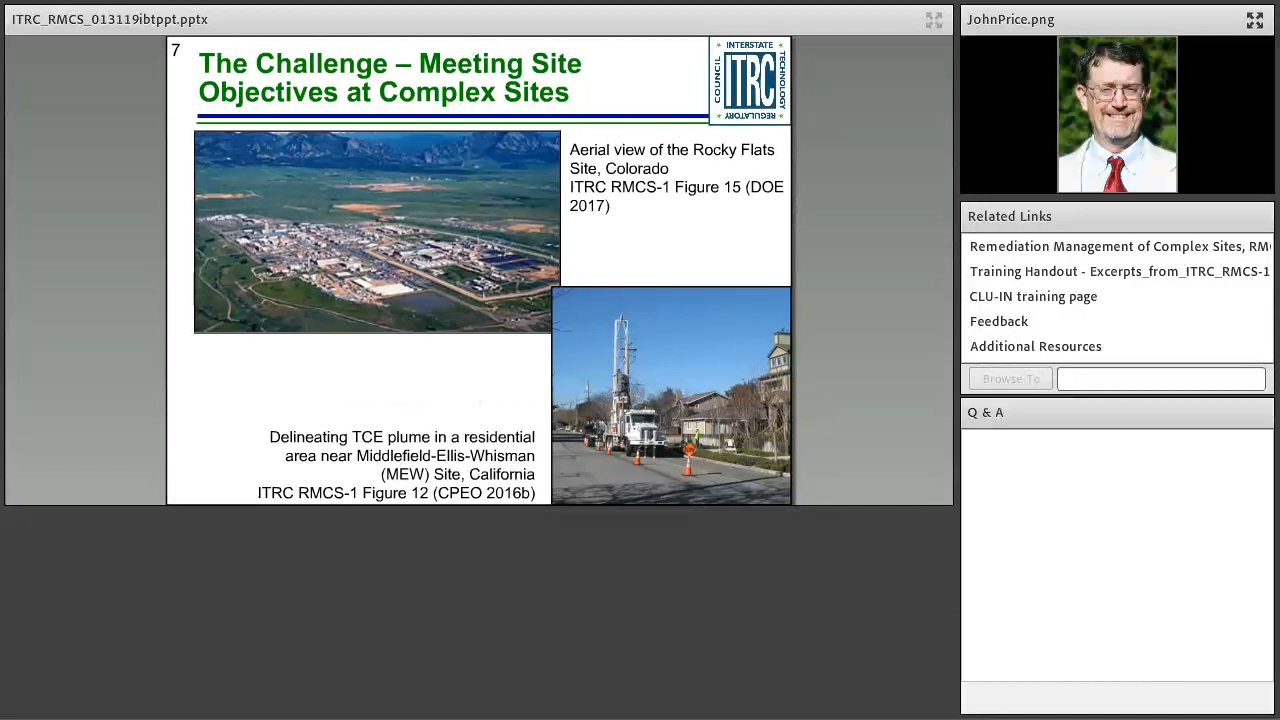 ITRC_RMCS_013119ibtppt.pptx
7
The Challenge – Meeting Site
Objectives at Complex Sites
INTERSTATE
COUNCIL
ITRC
TECHNOLOGY
REGULATORY
Aerial view of the Rocky Flats
Site, Colorado
ITRC RMCS-1 Figure 15 (DOE
2017)
Delineating TCE plume in a residential
area near Middlefield-Ellis-Whisman
(MEW) Site, California
ITRC RMCS-1 Figure 12 (CPEO 2016b)
JohnPrice.png
Related Links
Remediation Management of Complex Sites, RM
Training Handout - Excerpts_from_ITRC_RMCS-1
CLU-IN training page
Feedback
Additional Resources
Browse To
Q & A